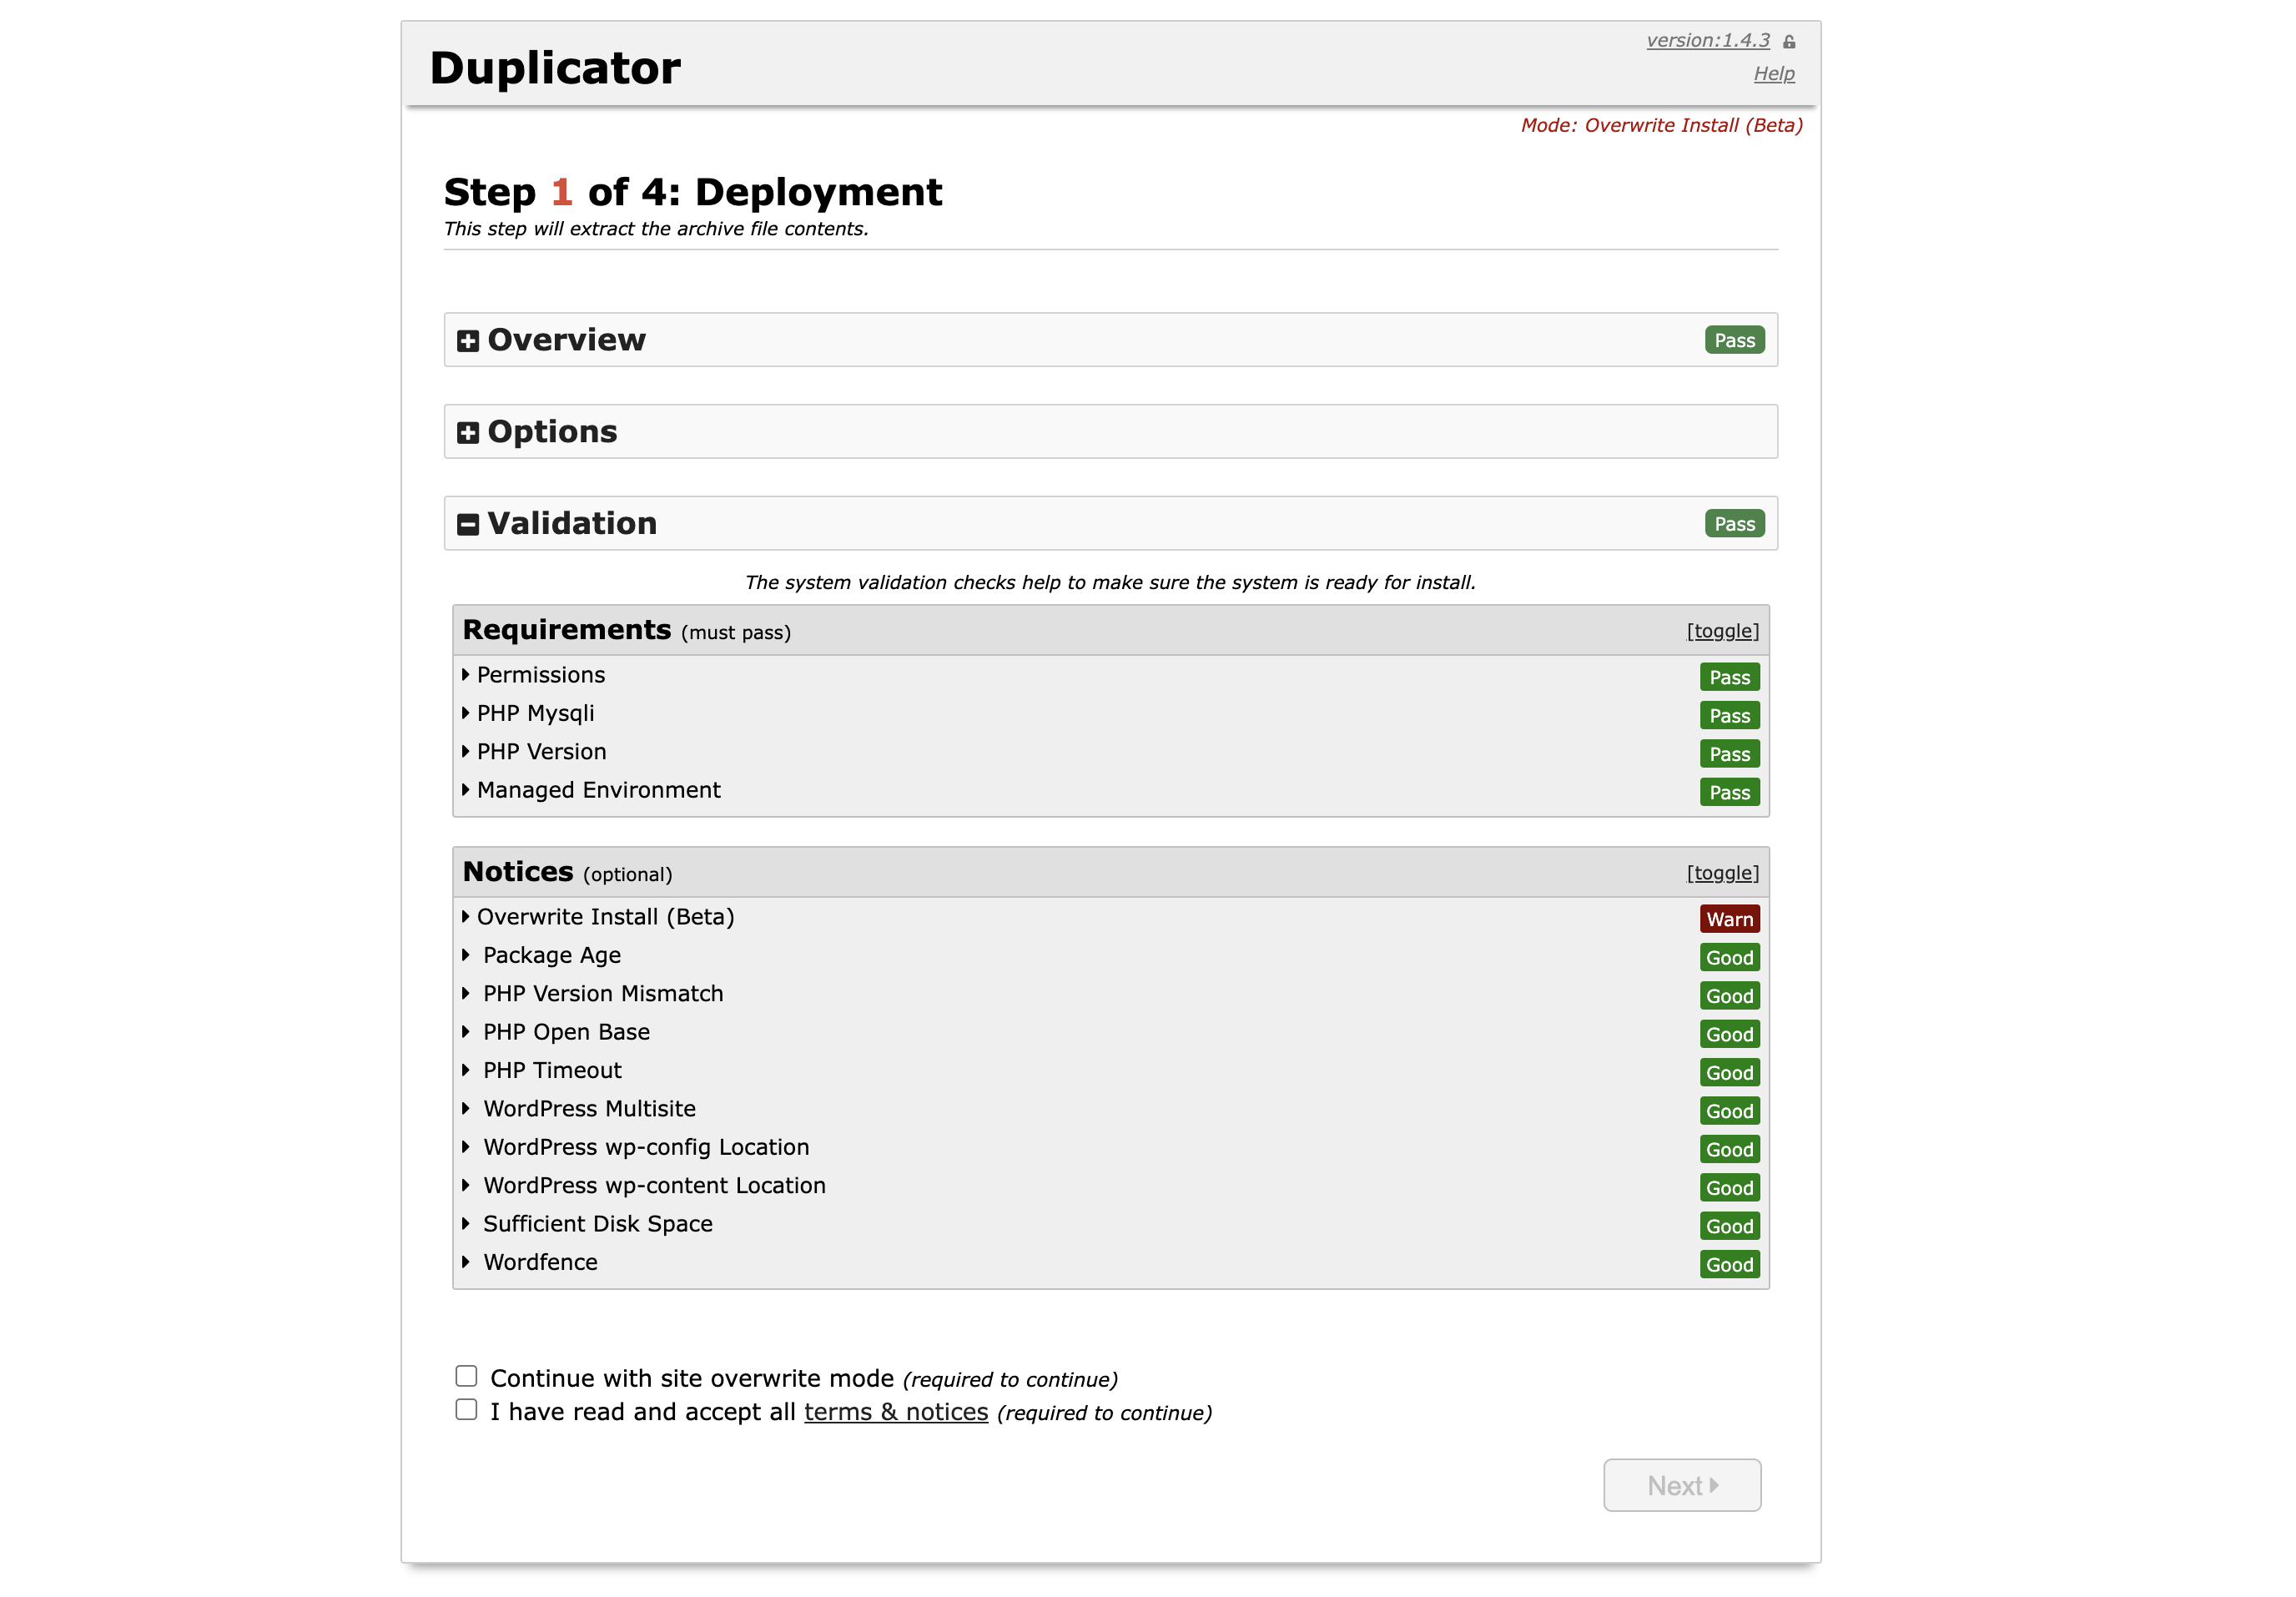 Duplicator
version:1.4.3
Help
Mode: Overwrite Install (Beta)
Step 1 of 4: Deployment
This step will extract the archive file contents.
Overview Pass
Options
Validation Pass
The system validation checks help to make sure the system is ready for install.
Requirements (must pass) [toggle]
Permissions Pass
PHP Mysqli Pass
PHP Version Pass
Managed Environment Pass
Notices (optional) [toggle]
Overwrite Install (Beta) Warn
Package Age Good
PHP Version Mismatch Good
PHP Open Base Good
PHP Timeout Good
WordPress Multisite Good
WordPress wp-config Location Good
WordPress wp-content Location Good
Sufficient Disk Space Good
Wordfence Good
Continue with site overwrite mode (required to continue)
I have read and accept all terms & notices (required to continue)
Next